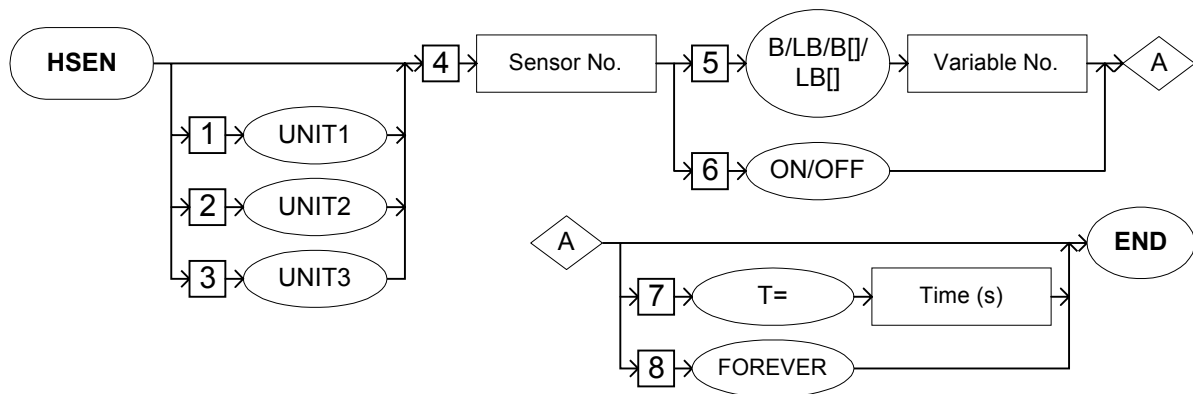 HSEN
4
Sensor No.
5
B/LB/B[]/
LB[]
Variable No.
A
1
UNIT1
6
ON/OFF
2
UNIT2
3
UNIT3
A
END
7
T=
Time (s)
8
FOREVER